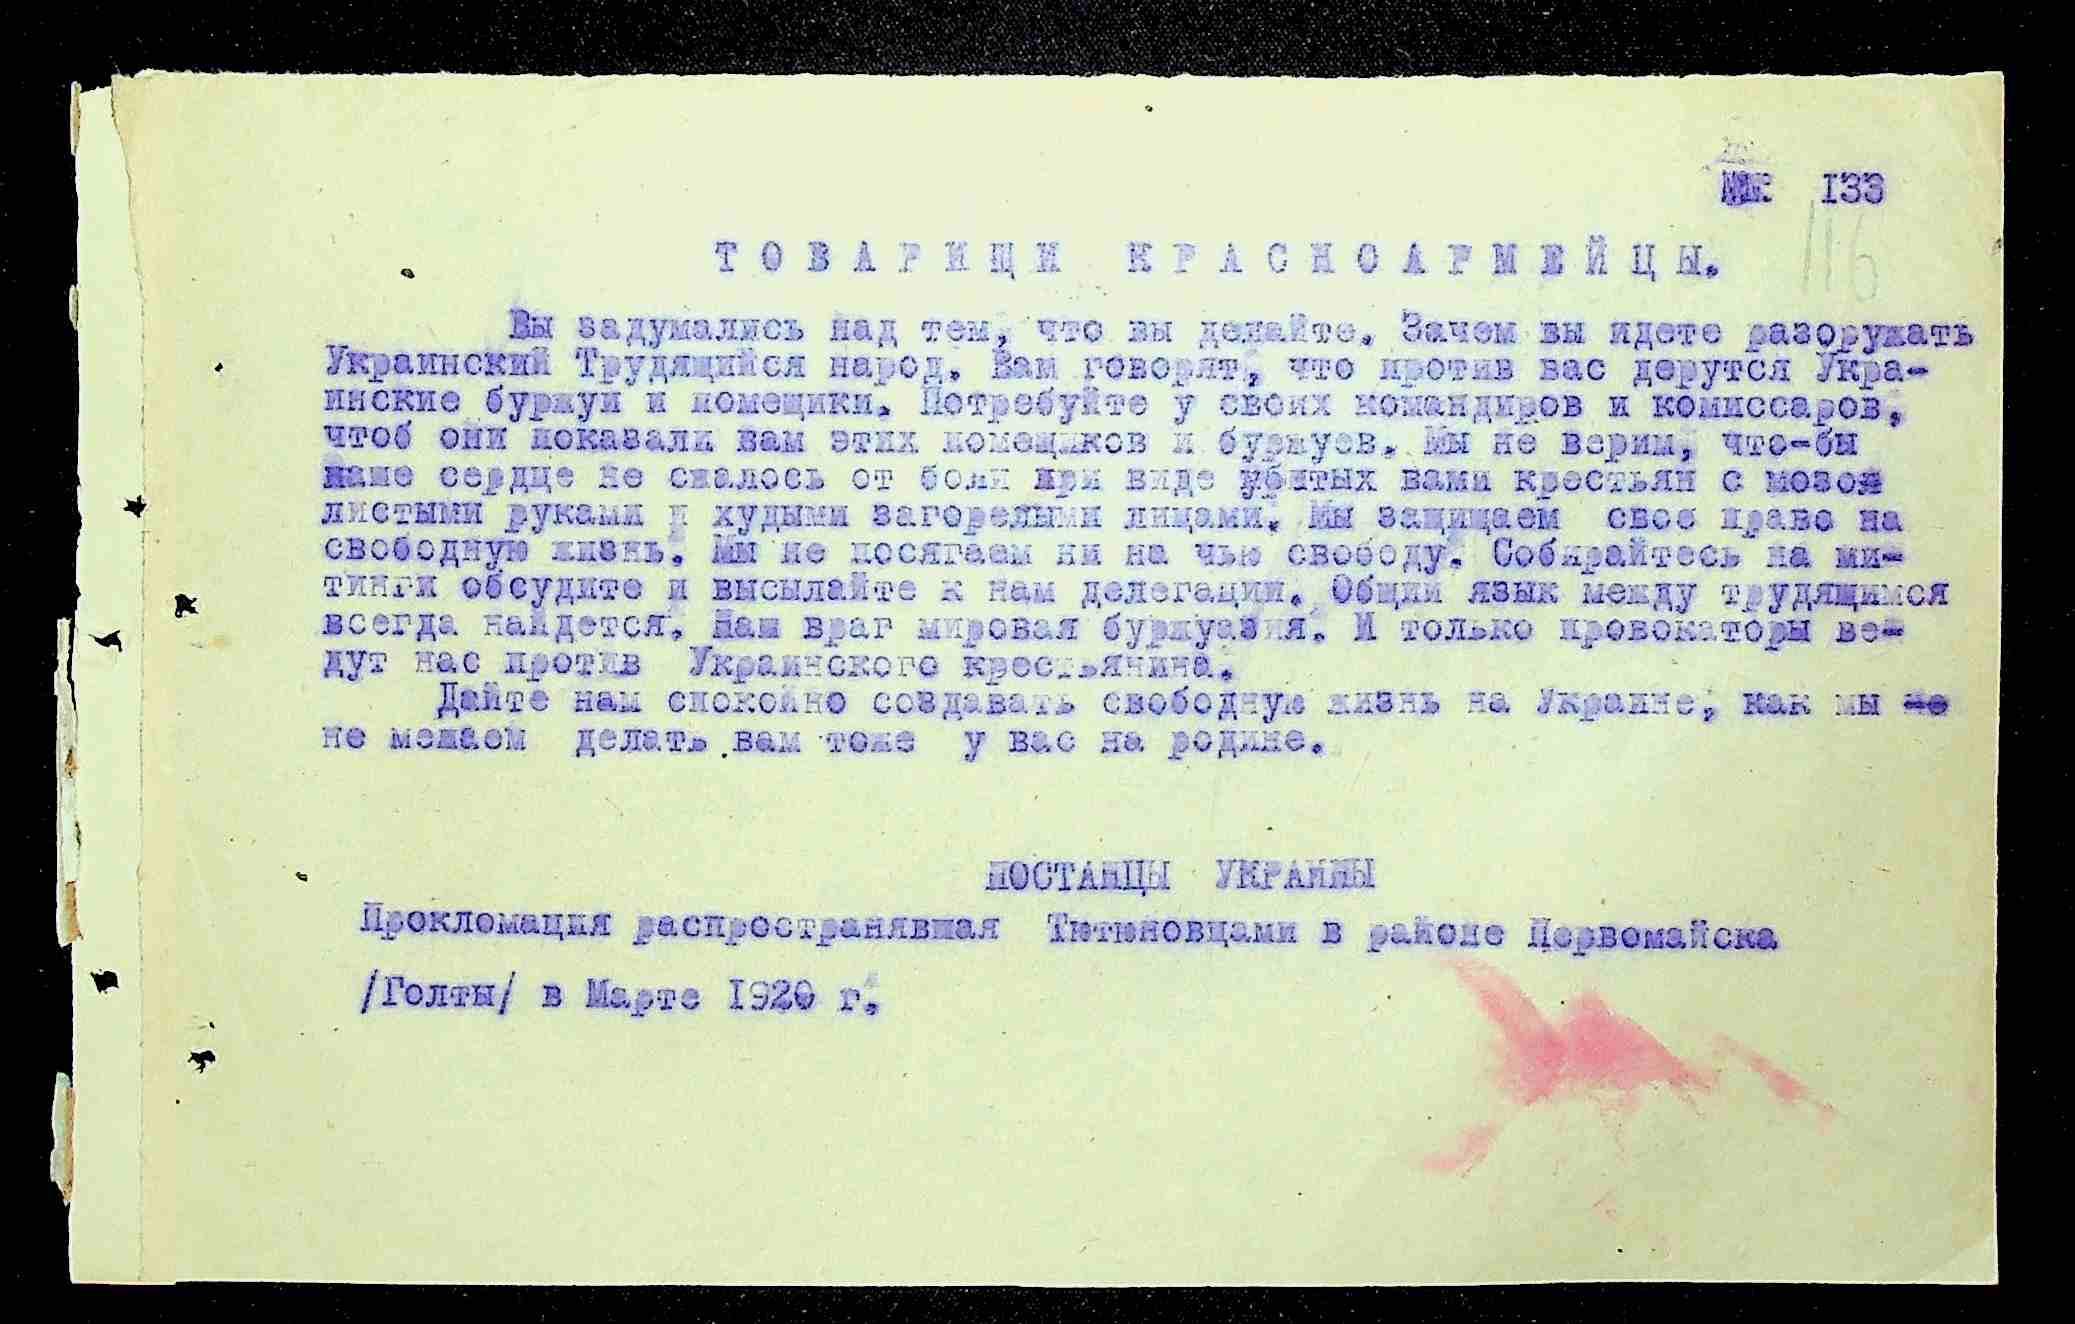 133
116
ТОВАРИЩИ КРАСНОАРМЕЙЦЫ.
Вы задумались над тем, что вы делайте. Зачем вы идете разоружать
Украинский Трудящийся народ. Вам говорят, что против вас дерутся Укра-
инские буржуи и помещики. Потребуйте у своих командиров и комиссаров,
чтоб они показали вам этих помещиков и буржуев. Мы не верим, что-бы
ваше сердце не сжалось от боли при виде убитых вами крестьян с мозо
листыми руками и худыми загорелыми лицами. Мы защищаем свое право на
свободную жизнь. Мы не посягаем ни на чью свободу. Собирайтесь на ми-
тинги обсудите и высылайте к нам делегации. Общий язык между трудящимся
всегда найдется. Наш враг мировая буржуазия. И только провокаторы ве-
дут нас против Украинского крестьянина.
Дайте нам спокойно создавать свободную жизнь на Украине, как мы не
не мешаем делать вам тоже у вас на родине.
ПОСТАНЦЫ УКРАИНЫ
Прокломация распространявшая Тютюновцами в районе Первомайска
/Голты/ в Марте 1920 г.